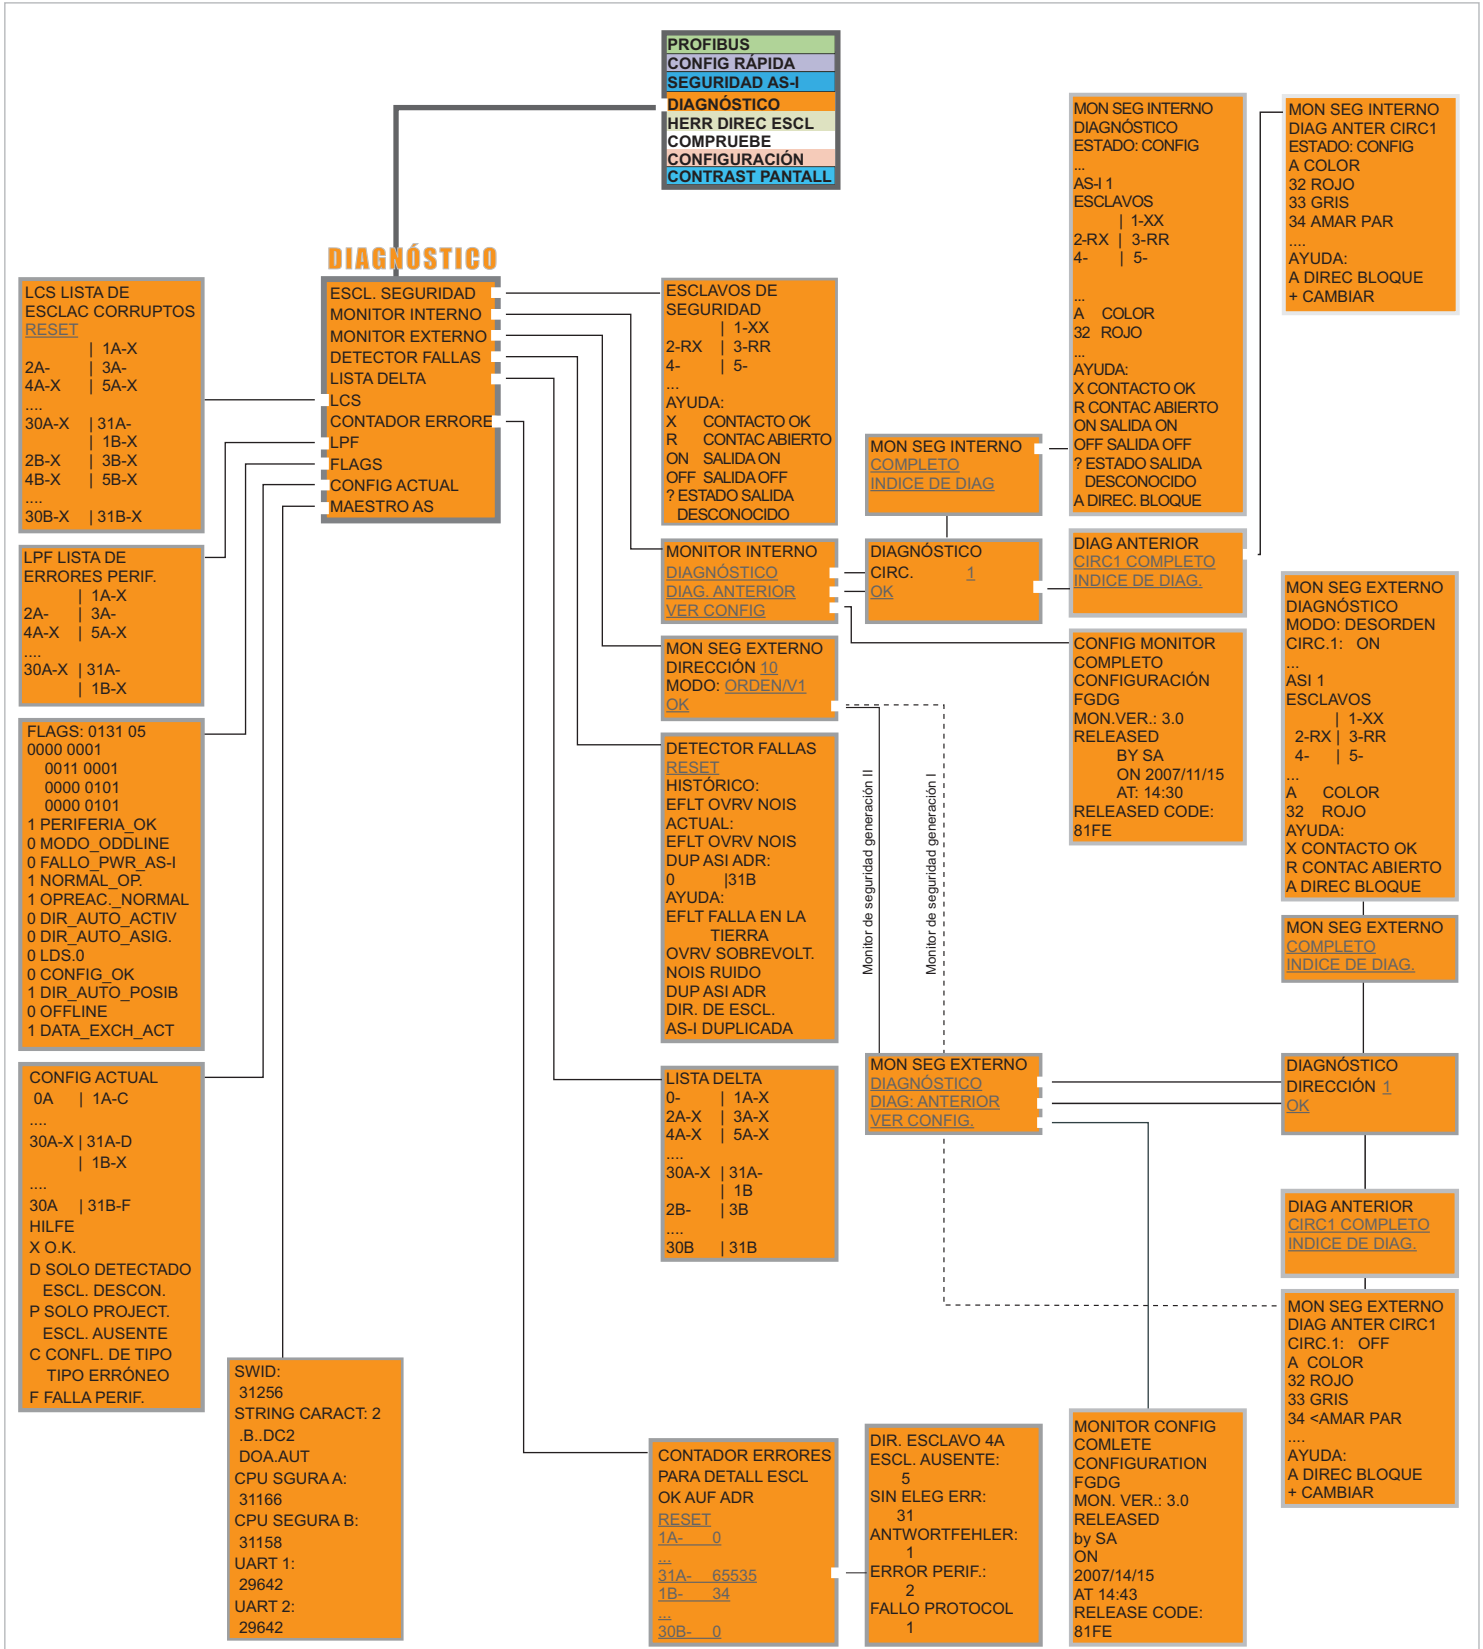 PROFIBUS
CONFIG RÁPIDA
SEGURIDAD AS-I
DIAGNÓSTICO
HERR DIREC ESCL
COMPRUEBE
CONFIGURACIÓN
CONTRAST PANTALL
DIAGNÓSTICO
ESCL. SEGURIDAD
MONITOR INTERNO
MONITOR EXTERNO
DETECTOR FALLAS
LISTA DELTA
LCS
CONTADOR ERRORE
LPF
FLAGS
CONFIG ACTUAL
MAESTRO AS
LCS LISTA DE
ESCLAC CORRUPTOS
RESET
| 1A-X
2A- | 3A-
4A-X | 5A-X
....
30A-X | 31A-
| 1B-X
2B-X | 3B-X
4B-X | 5B-X
....
30B-X | 31B-X
LPF LISTA DE
ERRORES PERIF.
| 1A-X
2A- | 3A-
4A-X | 5A-X
....
30A-X | 31A-
| 1B-X
FLAGS: 0131 05
0000 0001
0011 0001
0000 0101
0000 0101
1 PERIFERIA_OK
0 MODO_ODDLINE
0 FALLO_PWR_AS-I
1 NORMAL_OP.
1 OPREAC._NORMAL
0 DIR_AUTO_ACTIV
0 DIR_AUTO_ASIG.
0 LDS.0
0 CONFIG_OK
1 DIR_AUTO_POSIB
0 OFFLINE
1 DATA_EXCH_ACT
CONFIG ACTUAL
0A | 1A-C
....
30A-X | 31A-D
| 1B-X
....
30A | 31B-F
HILFE
X O.K.
D SOLO DETECTADO
ESCL. DESCON.
P SOLO PROJECT.
ESCL. AUSENTE
C CONFL. DE TIPO
TIPO ERRÓNEO
F FALLA PERIF.
SWID:
31256
STRING CARACT: 2
.B..DC2
DOA.AUT
CPU SGURA A:
31166
CPU SEGURA B:
31158
UART 1:
29642
UART 2:
29642
ESCLAVOS DE
SEGURIDAD
| 1-XX
2-RX | 3-RR
4- | 5-
...
AYUDA:
X CONTACTO OK
R CONTAC ABIERTO
ON SALIDA ON
OFF SALIDA OFF
? ESTADO SALIDA
DESCONOCIDO
MONITOR INTERNO
DIAGNÓSTICO
DIAG. ANTERIOR
VER CONFIG
MON SEG EXTERNO
DIRECCIÓN 10
MODO: ORDEN/V1
OK
DETECTOR FALLAS
RESET
HISTÓRICO:
EFLT OVRV NOIS
ACTUAL:
EFLT OVRV NOIS
DUP ASI ADR:
0 |31B
AYUDA:
EFLT FALLA EN LA
TIERRA
OVRV SOBREVOLT.
NOIS RUIDO
DUP ASI ADR
DIR. DE ESCL.
AS-I DUPLICADA
LISTA DELTA
0- | 1A-X
2A-X | 3A-X
4A-X | 5A-X
....
30A-X | 31A-
| 1B
2B- | 3B
....
30B | 31B
CONTADOR ERRORES
PARA DETALL ESCL
OK AUF ADR
RESET
1A- 0
...
31A- 65535
1B- 34
...
30B- 0
DIR. ESCLAVO 4A
ESCL. AUSENTE:
5
SIN ELEG ERR:
31
ANTWORTFEHLER:
1
ERROR PERIF.:
2
FALLO PROTOCOL
1
MON SEG INTERNO
COMPLETO
INDICE DE DIAG
DIAGNÓSTICO
CIRC. 1
OK
MON SEG INTERNO
DIAGNÓSTICO
ESTADO: CONFIG
...
AS-I 1
ESCLAVOS
| 1-XX
2-RX | 3-RR
4- | 5-
...
A COLOR
32 ROJO
...
AYUDA:
X CONTACTO OK
R CONTAC ABIERTO
ON SALIDA ON
OFF SALIDA OFF
? ESTADO SALIDA
DESCONOCIDO
A DIREC. BLOQUE
MON SEG INTERNO
DIAG ANTER CIRC1
ESTADO: CONFIG
A COLOR
32 ROJO
33 GRIS
34 AMAR PAR
....
AYUDA:
A DIREC BLOQUE
+ CAMBIAR
DIAG ANTERIOR
CIRC1 COMPLETO
INDICE DE DIAG.
CONFIG MONITOR
COMPLETO
CONFIGURACIÓN
FGDG
MON.VER.: 3.0
RELEASED
BY SA
ON 2007/11/15
AT: 14:30
RELEASED CODE:
81FE
Monitor de seguridad generación II
Monitor de seguridad generación I
MON SEG EXTERNO
DIAGNÓSTICO
DIAG: ANTERIOR
VER CONFIG.
MON SEG EXTERNO
DIAGNÓSTICO
MODO: DESORDEN
CIRC.1: ON
...
ASI 1
ESCLAVOS
| 1-XX
2-RX | 3-RR
4- | 5-
...
A COLOR
32 ROJO
AYUDA:
X CONTACTO OK
R CONTAC ABIERTO
A DIREC BLOQUE
MON SEG EXTERNO
COMPLETO
INDICE DE DIAG.
DIAGNÓSTICO
DIRECCIÓN 1
OK
DIAG ANTERIOR
CIRC1 COMPLETO
INDICE DE DIAG.
MON SEG EXTERNO
DIAG ANTER CIRC1
CIRC.1: OFF
A COLOR
32 ROJO
33 GRIS
34 <AMAR PAR
....
AYUDA:
A DIREC BLOQUE
+ CAMBIAR
MONITOR CONFIG
COMLETE
CONFIGURATION
FGDG
MON. VER.: 3.0
RELEASED
by SA
ON
2007/14/15
AT 14:43
RELEASE CODE:
81FE